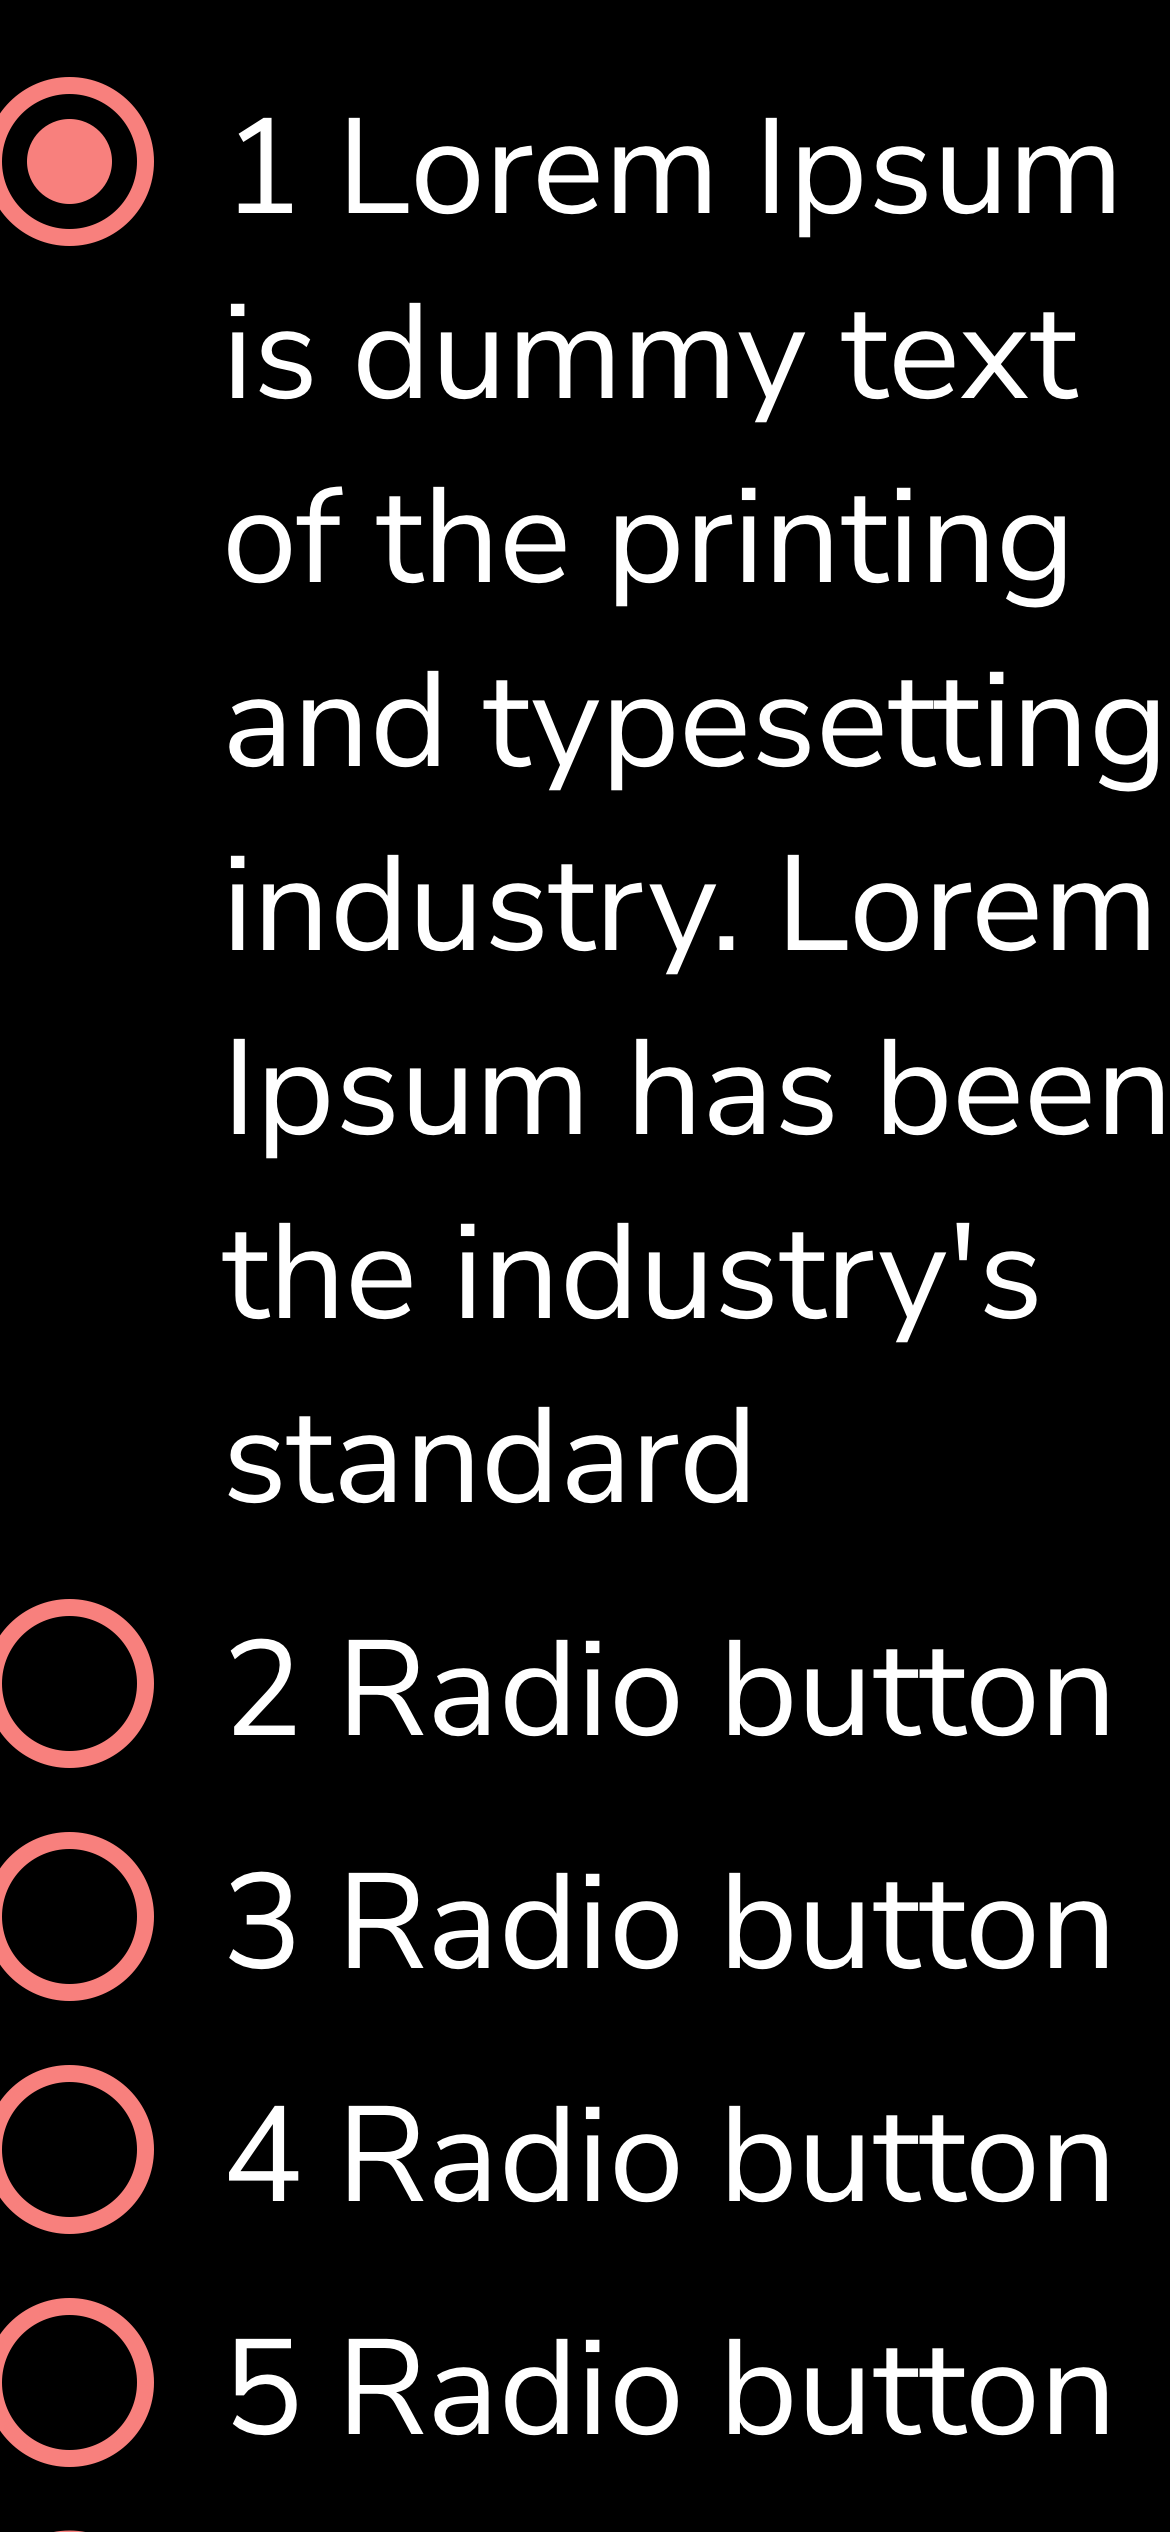 1 Lorem Ipsum
is dummy text
of the printing
and typesetting
industry. Lorem
Ipsum has been
the industry's
standard
2 Radio button
3 Radio button
4 Radio button
5 Radio button